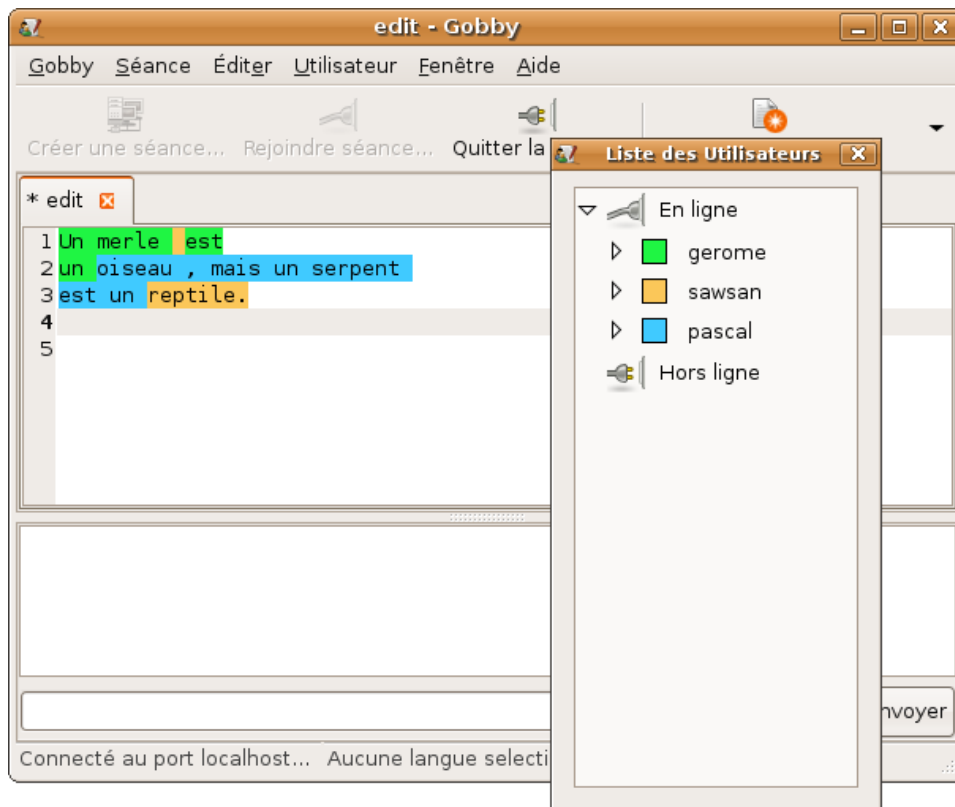 edit - Gobby
Gobby Séance Éditer Utilisateur Fenêtre Aide
Créer une séance... Rejoindre séance... Quitter la
* edit
1 Un merle est
2 un oiseau , mais un serpent
3 est un reptile.
4
5
Liste des Utilisateurs
En ligne
gerome
sawsan
pascal
Hors ligne
nvoyer
Connecté au port localhost... Aucune langue selecti